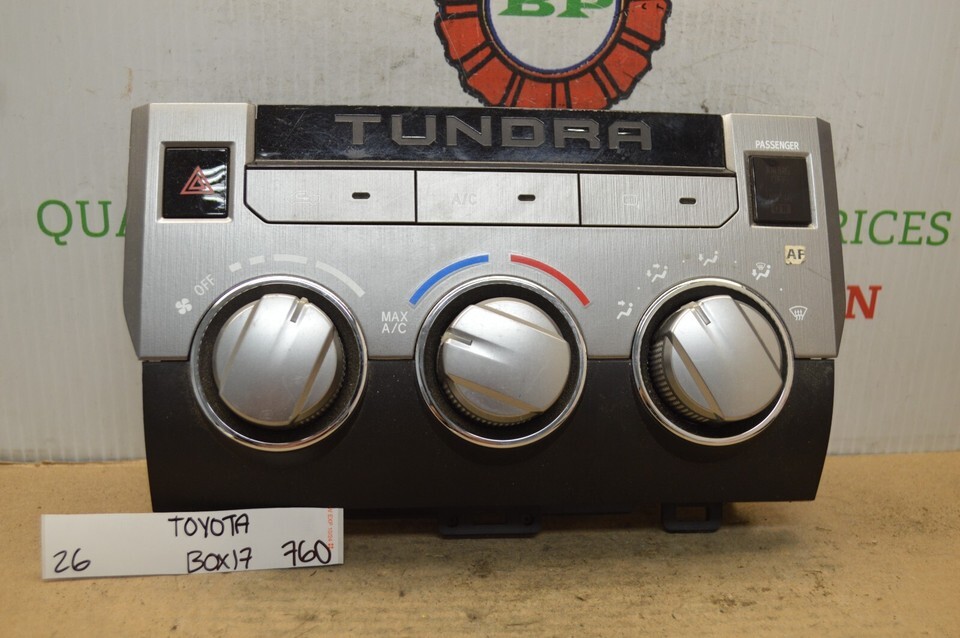 BP
TUNDRA
PASSENGER
A/C
QUA
RICES
AF
OFF
MAX
A/C
N
TOYOTA
26 BOX17 760